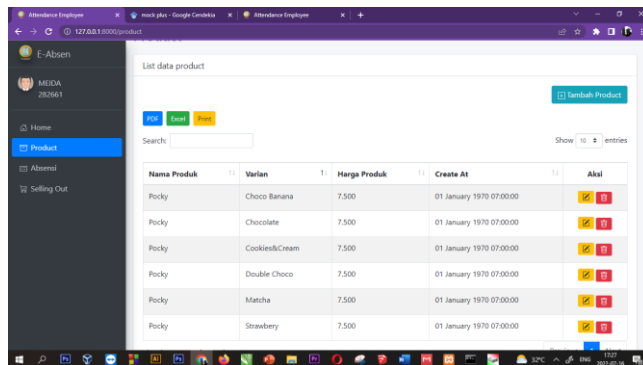 Attendance Employee
mock plus - Google Cendekia
Attendance Employee
127.0.0.1:8000/product
E-Absen
List data product
MEIDA
282661
Tambah Product
PDF Excel Print
Home
Search:
Show 10 entries
Product
Absensi
Nama Produk Varian Harga Produk Create At Aksi
Selling Out
Pocky Choco Banana 7.500 01 January 1970 07:00:00
Pocky Chocolate 7.500 01 January 1970 07:00:00
Pocky Cookies&Cream 7.500 01 January 1970 07:00:00
Pocky Double Choco 7.500 01 January 1970 07:00:00
Pocky Matcha 7.500 01 January 1970 07:00:00
Pocky Strawbery 7.500 01 January 1970 07:00:00
32°C ENG 17:27
2022-02-16